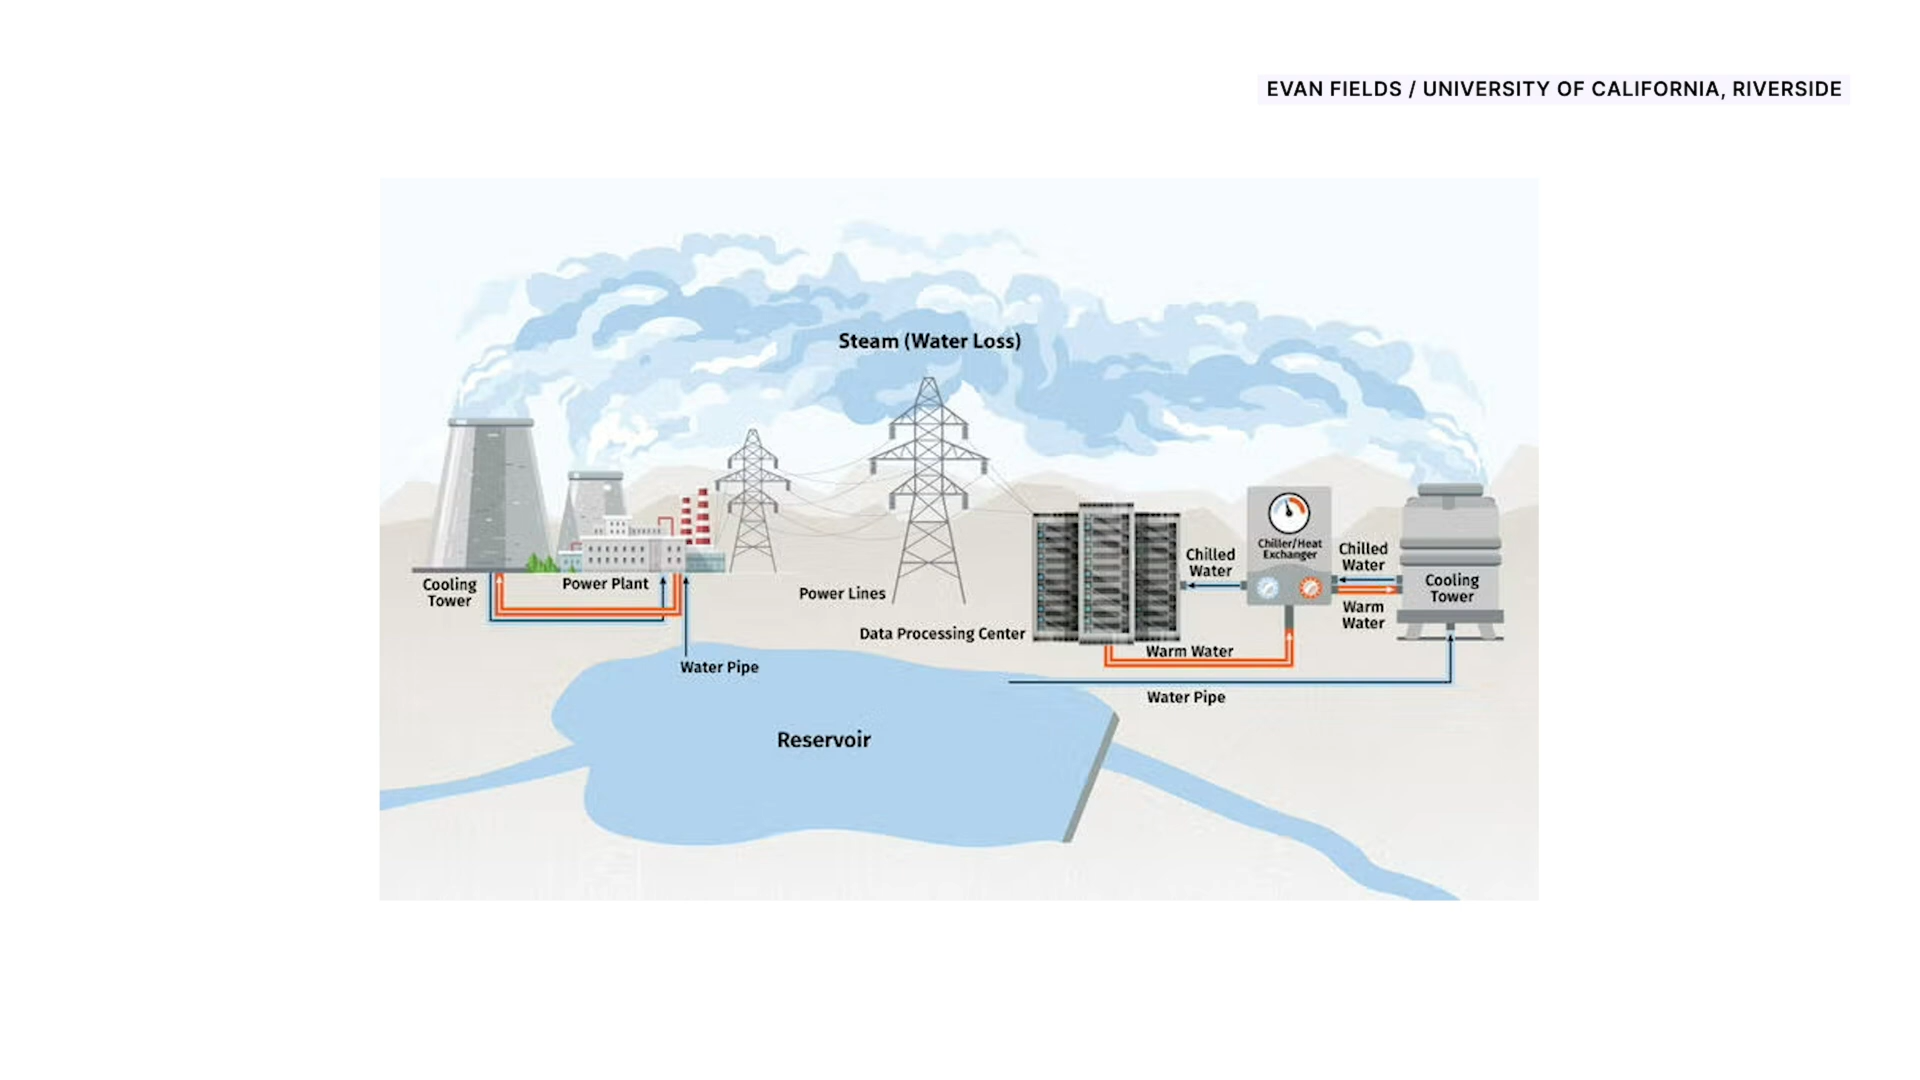 EVAN FIELDS / UNIVERSITY OF CALIFORNIA, RIVERSIDE
Steam (Water Loss)
Cooling
Tower
Power Plant
Power Lines
Data Processing Center
Water Pipe
Chilled
Water
Chiller/Heat
Exchanger
Chilled
Water
Warm
Water
Cooling
Tower
Warm Water
Water Pipe
Reservoir